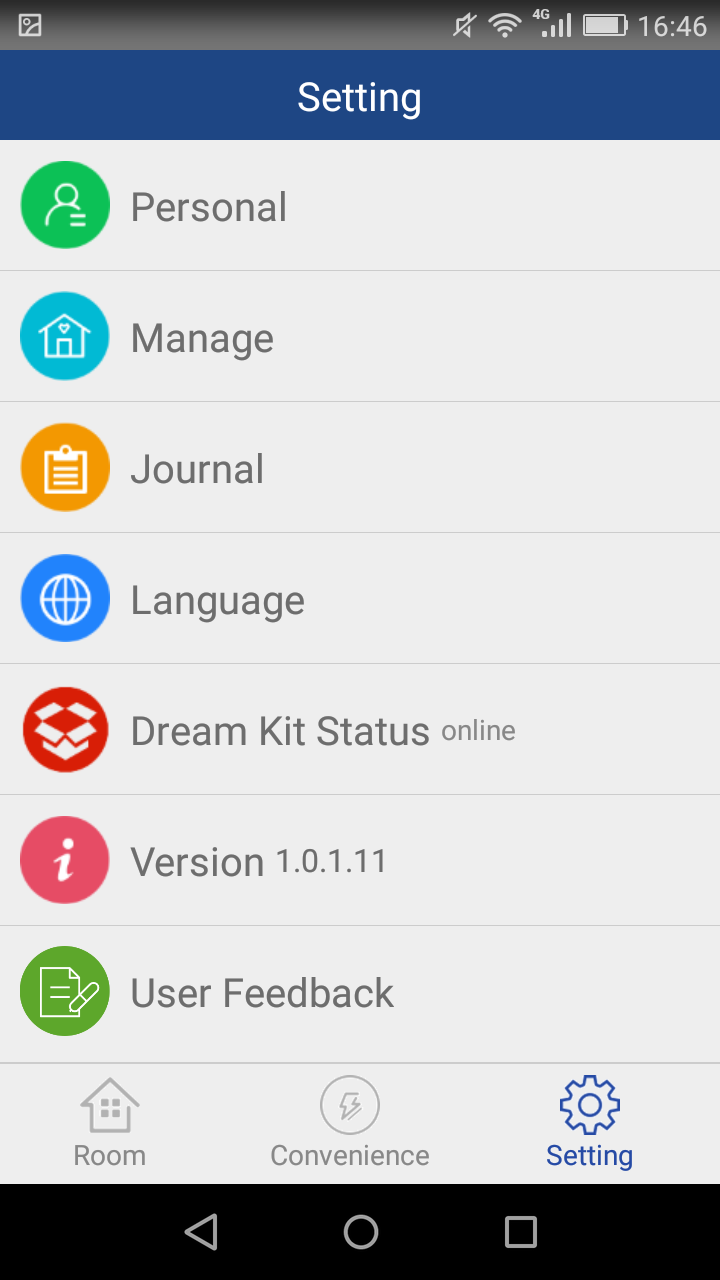 4G 16:46
Setting
Personal
Manage
Journal
Language
Dream Kit Status online
Version 1.0.1.11
User Feedback
Room Convenience Setting